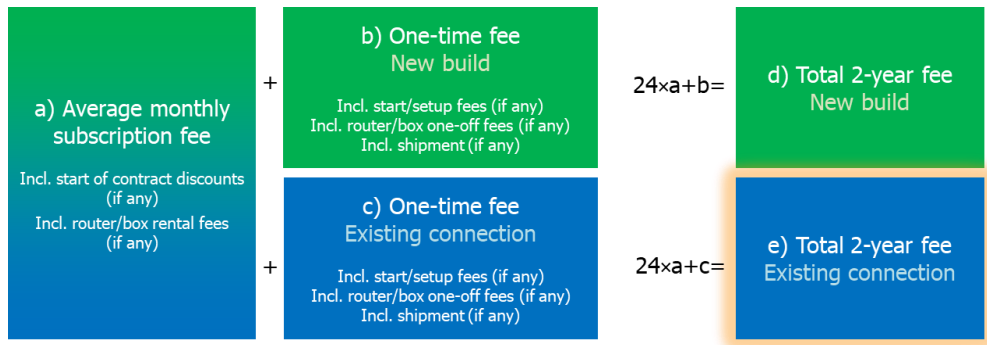 a) Average monthly
subscription fee
Incl. start of contract discounts
(if any)
Incl. router/box rental fees
(if any)
+
b) One-time fee
New build
Incl. start/setup fees (if any)
Incl. router/box one-off fees (if any)
Incl. shipment (if any)
24×a+b=
d) Total 2-year fee
New build
+
c) One-time fee
Existing connection
Incl. start/setup fees (if any)
Incl. router/box one-off fees (if any)
Incl. shipment (if any)
24×a+c=
e) Total 2-year fee
Existing connection